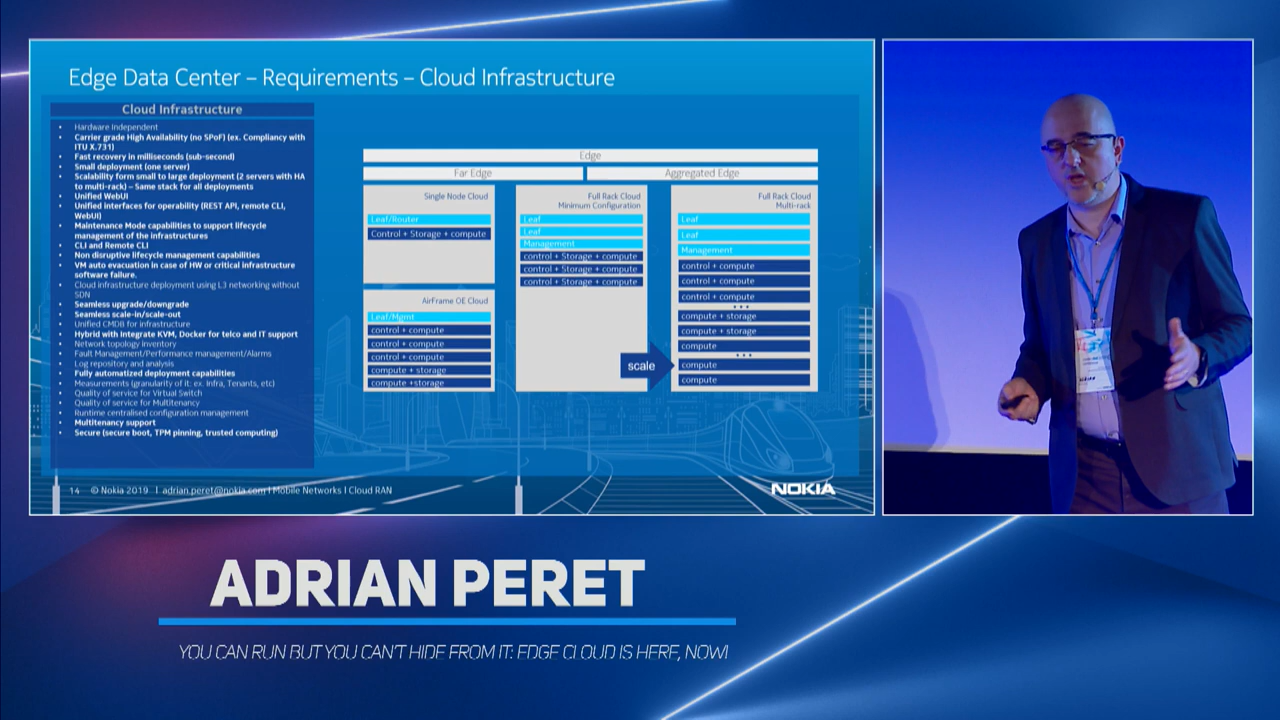 Edge Data Center – Requirements – Cloud Infrastructure
Cloud Infrastructure
• Hardware Independent
• Carrier grade High Availability (no SPoF) (ex. Compliancy with
ITU X.731)
• Fast recovery in milliseconds (sub-second)
• Small deployment (one server)
• Scalability form small to large deployment (2 servers with HA
to multi-rack) – Same stack for all deployments
• Unified WebUI
• Unified interfaces for operability (REST API, remote CLI,
WebUI)
• Maintenance Mode capabilities to support lifecycle
management of the infrastructures
• CLI and Remote CLI
• Non disruptive lifecycle management capabilities
• VM auto evacuation in case of HW or critical infrastructure
software failure.
• Cloud infrastructure deployment using L3 networking without
SDN
• Seamless upgrade/downgrade
• Seamless scale-in/scale-out
• Unified CMDB for infrastructure
• Hybrid with integrate KVM, Docker for telco and IT support
• Network topology inventory
• Fault Management/Performance management/Alarms
• Log repository and analysis
• Fully automatized deployment capabilities
• Measurements (granularity of it: ex. Infra, Tenants, etc)
• Quality of service for Virtual Switch
• Quality of service for Multitenancy
• Runtime centralised configuration management
• Multitenancy support
• Secure (secure boot, TPM pinning, trusted computing)
Edge
Far Edge
Aggregated Edge
Single Node Cloud
Leaf/Router
Control + Storage + compute
AirFrame OE Cloud
Leaf/Mgmt
control + compute
control + compute
control + compute
compute + storage
compute +storage
Full Rack Cloud
Minimum Configuration
Leaf
Leaf
Management
control + Storage + compute
control + Storage + compute
control + Storage + compute
scale
Full Rack Cloud
Multi-rack
Leaf
Leaf
Management
control + compute
control + compute
control + compute
...
compute + storage
compute + storage
compute
...
compute
compute
14 © Nokia 2019 | adrian.peret@nokia.com | Mobile Networks | Cloud RAN
NOKIA
ADRIAN PERET
YOU CAN RUN BUT YOU CAN'T HIDE FROM IT: EDGE CLOUD IS HERE, NOW!